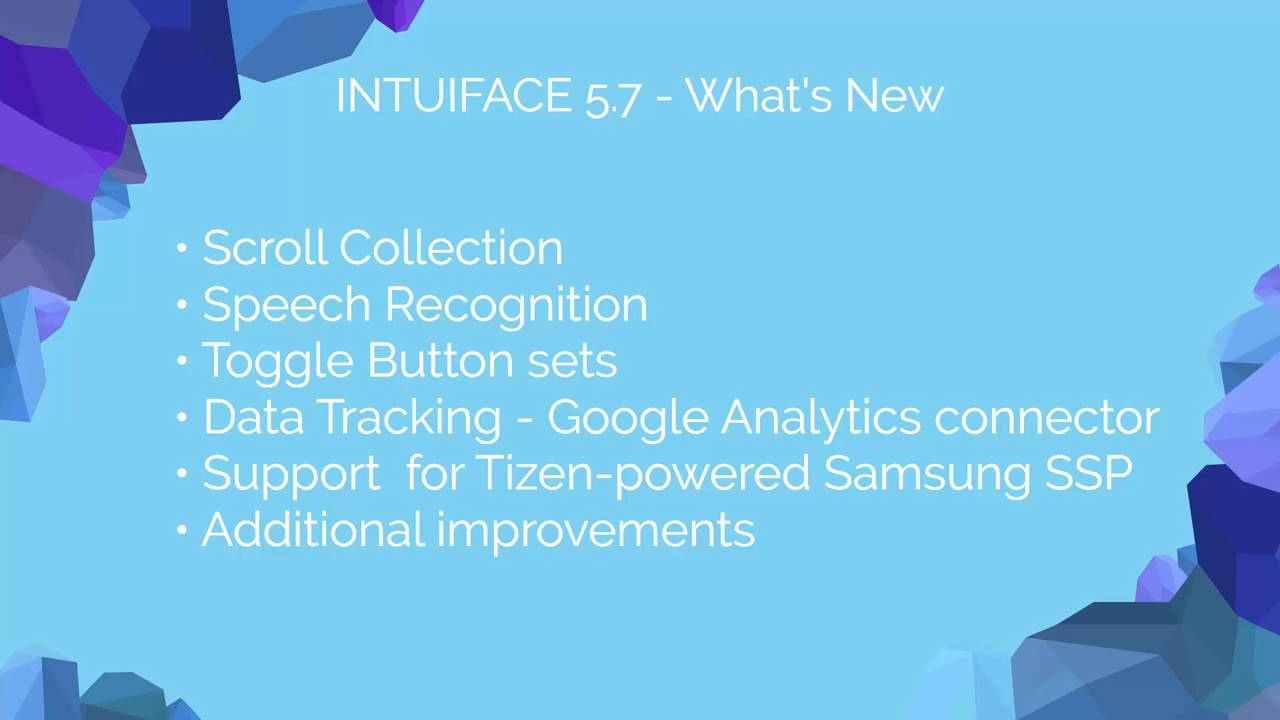 INTUIFACE 5.7 - What's New
• Scroll Collection
• Speech Recognition
• Toggle Button sets
• Data Tracking - Google Analytics connector
• Support  for Tizen-powered Samsung SSP
• Additional improvements